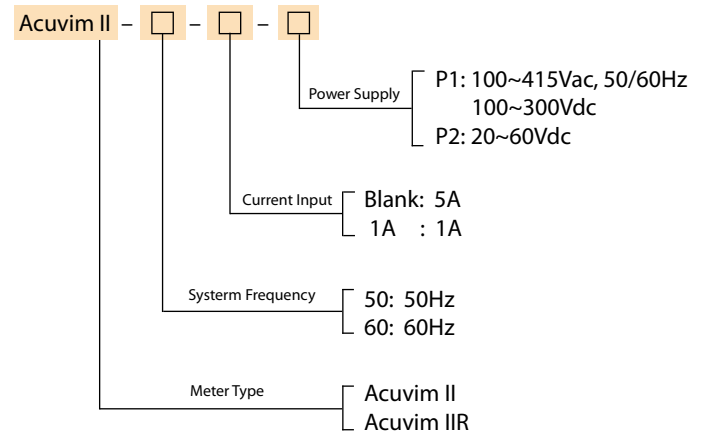 Acuvim II – □ – □ – □
Power Supply
P1: 100~415Vac, 50/60Hz
100~300Vdc
P2: 20~60Vdc
Current Input
Blank: 5A
1A : 1A
Systerm Frequency
50: 50Hz
60: 60Hz
Meter Type
Acuvim II
Acuvim IIR